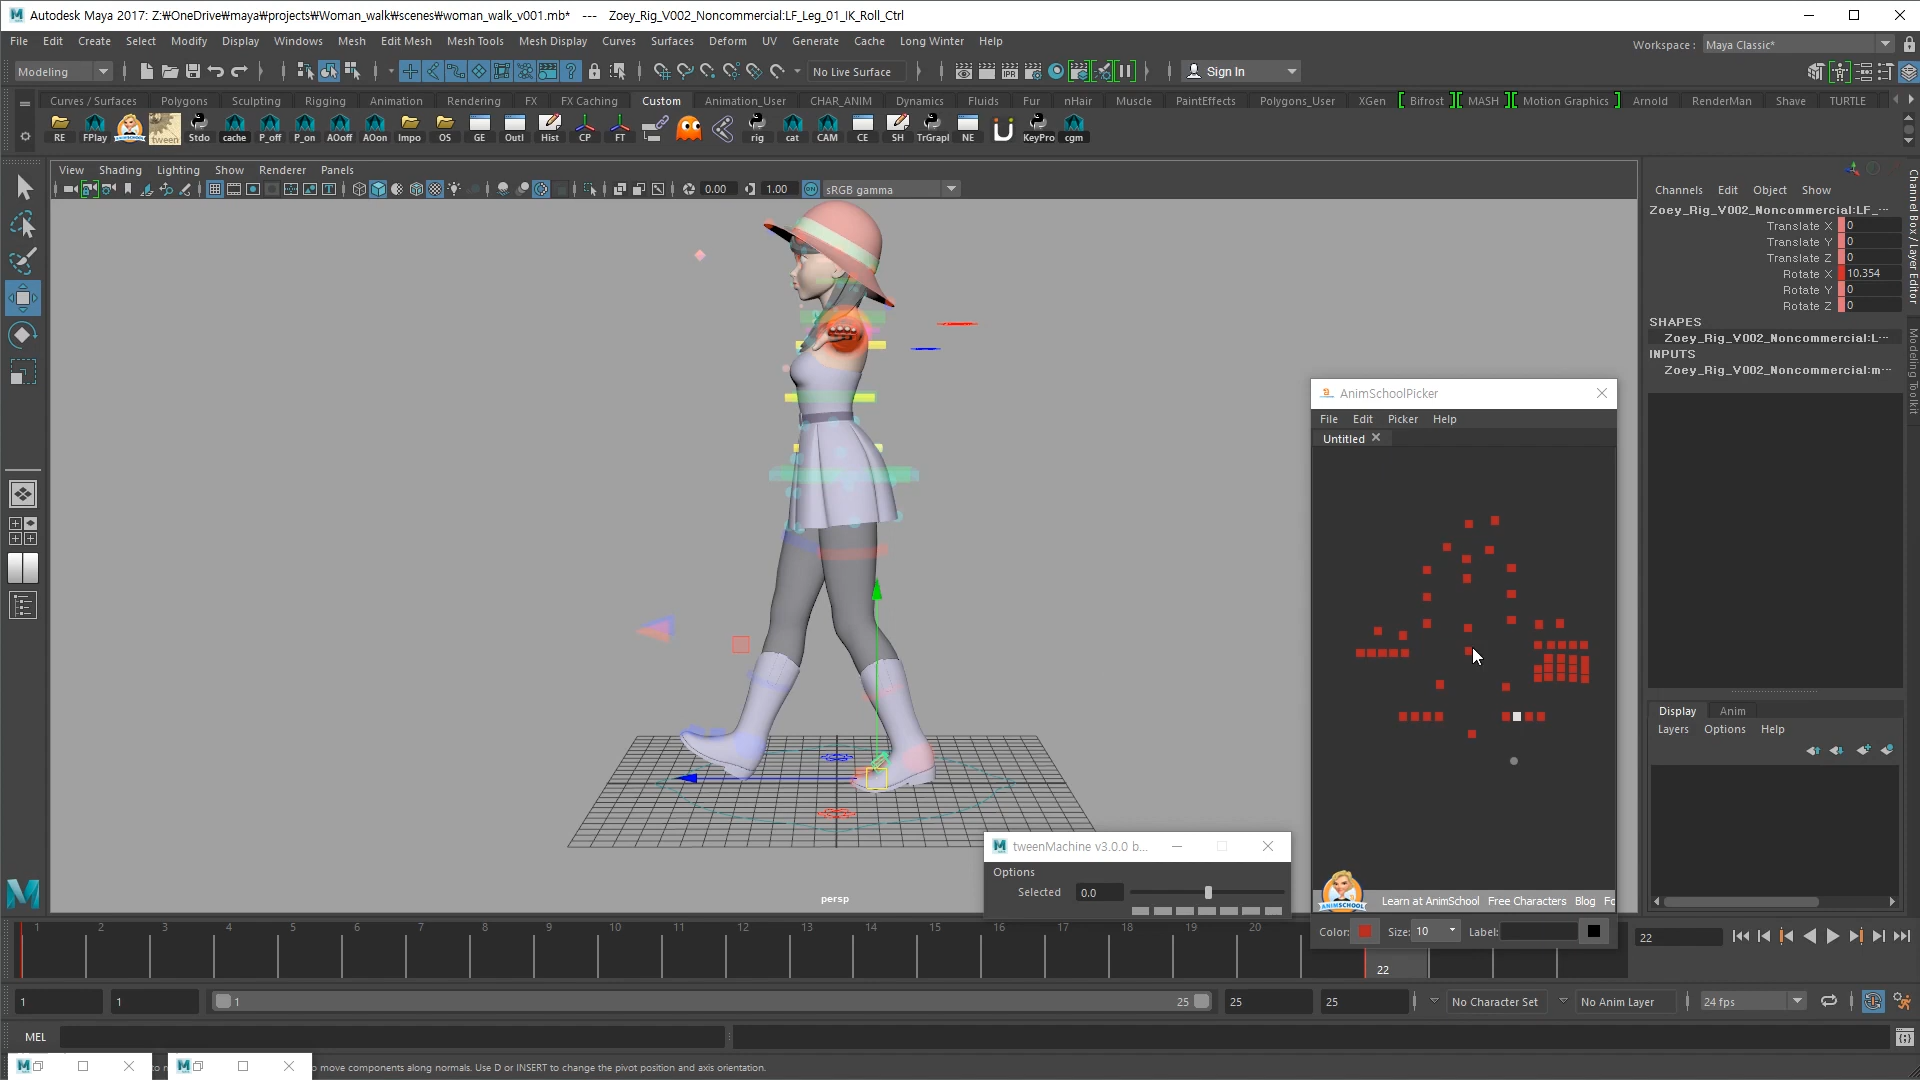 Autodesk Maya 2017: Z:₩OneDrive₩maya₩projects₩Woman_walk₩scenes₩woman_walk_v001.mb*   ---   Zoey_Rig_V002_Noncommercial:LF_Leg_01_IK_Roll_Ctrl
File Edit Create Select Modify Display Windows Mesh Edit Mesh Mesh Tools Mesh Display Curves Surfaces Deform UV Generate Cache Long Winter Help
Workspace : Maya Classic*
Modeling No Live Surface Sign In
Curves / Surfaces Polygons Sculpting Rigging Animation Rendering FX FX Caching Custom Animation_User CHAR_ANIM Dynamics Fluids Fur nHair Muscle PaintEffects Polygons_User XGen Bifrost MASH Motion Graphics Arnold RenderMan Shave TURTLE
RE FPlay tween Stdo cache P_off P_on AOoff AOon Impo OS GE Outl Hist CP FT rig cat CAM CE SH TrGrapl NE KeyPro cgm
View Shading Lighting Show Renderer Panels
IPR
0.00 1.00 ON sRGB gamma
Channels Edit Object Show
Zoey_Rig_V002_Noncommercial:LF_...
Translate X 0
Translate Y 0
Translate Z 0
Rotate X 10.354
Rotate Y 0
Rotate Z 0
SHAPES
Zoey_Rig_V002_Noncommercial:L...
INPUTS
Zoey_Rig_V002_Noncommercial:m...
Channel Box / Layer Editor
Modeling Toolkit
AnimSchoolPicker
File Edit Picker Help
Untitled
Display Anim
Layers Options Help
persp
tweenMachine v3.0.0 b...
Options
Selected 0.0
ANIMSCHOOL Learn at AnimSchool Free Characters Blog Fo
Color: Size: 10 Label:
1 2 3 4 5 6 7 8 9 10 11 12 13 14 15 16 17 18 19 20
22
22
1 1 1 25 25 25 No Character Set No Anim Layer 24 fps
MEL
move components along normals. Use D or INSERT to change the pivot position and axis orientation.